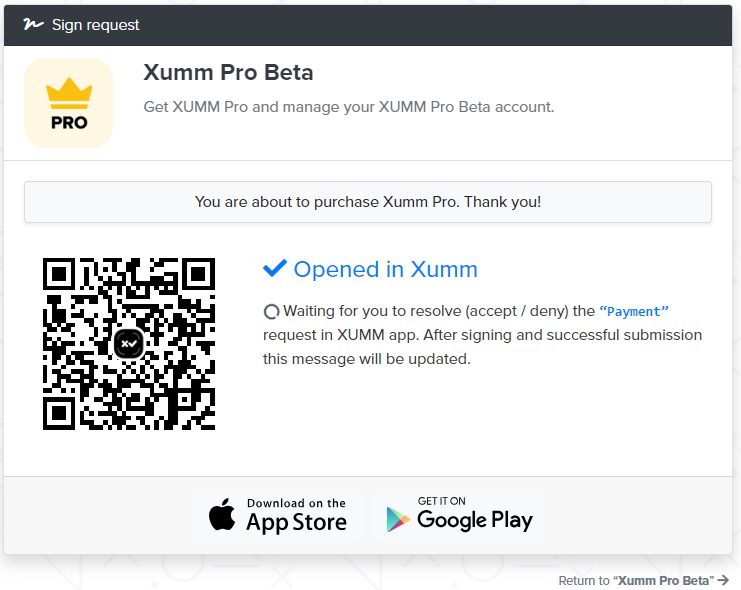 Sign request
PRO
Xumm Pro Beta
Get XUMM Pro and manage your XUMM Pro Beta account.
You are about to purchase Xumm Pro. Thank you!
Opened in Xumm
Waiting for you to resolve (accept / deny) the “Payment”
request in XUMM app. After signing and successful submission
this message will be updated.
Download on the
App Store
GET IT ON
Google Play
Return to “Xumm Pro Beta” →